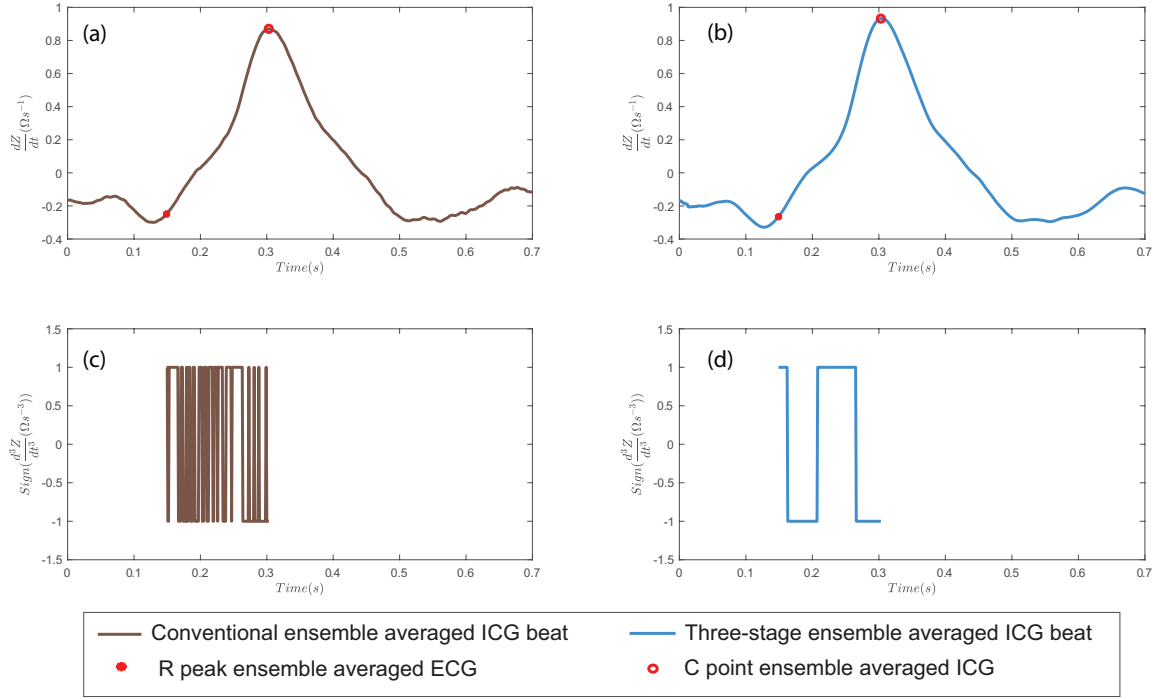 (a)
1
0.8
0.6
0.4
0.2
0
-0.2
-0.4
dZ/dt(Ωs⁻¹)
0 0.1 0.2 0.3 0.4 0.5 0.6 0.7
Time(s)
(b)
1
0.8
0.6
0.4
0.2
0
-0.2
-0.4
dZ/dt(Ωs⁻¹)
0 0.1 0.2 0.3 0.4 0.5 0.6 0.7
Time(s)
(c)
1.5
1
0.5
0
-0.5
-1
-1.5
Sign(d³Z/dt³(Ωs⁻³))
0 0.1 0.2 0.3 0.4 0.5 0.6 0.7
Time(s)
(d)
1.5
1
0.5
0
-0.5
-1
-1.5
Sign(d³Z/dt³(Ωs⁻³))
0 0.1 0.2 0.3 0.4 0.5 0.6 0.7
Time(s)
Conventional ensemble averaged ICG beat
Three-stage ensemble averaged ICG beat
R peak ensemble averaged ECG
C point ensemble averaged ICG